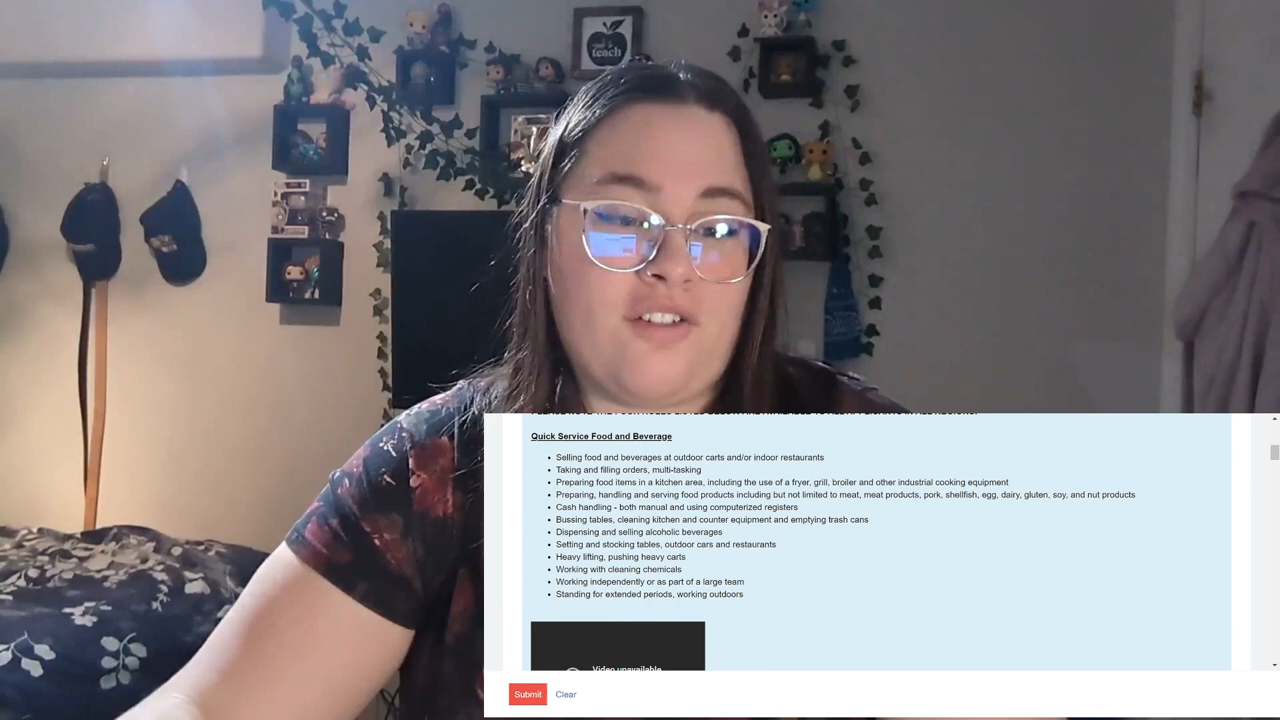 teach
Quick Service Food and Beverage
• Selling food and beverages at outdoor carts and/or indoor restaurants
• Taking and filling orders, multi-tasking
• Preparing food items in a kitchen area, including the use of a fryer, grill, broiler and other industrial cooking equipment
• Preparing, handling and serving food products including but not limited to meat, meat products, pork, shellfish, egg, dairy, gluten, soy, and nut products
• Cash handling - both manual and using computerized registers
• Bussing tables, cleaning kitchen and counter equipment and emptying trash cans
• Dispensing and selling alcoholic beverages
• Setting and stocking tables, outdoor cars and restaurants
• Heavy lifting, pushing heavy carts
• Working with cleaning chemicals
• Working independently or as part of a large team
• Standing for extended periods, working outdoors
Video unavailable
Submit Clear